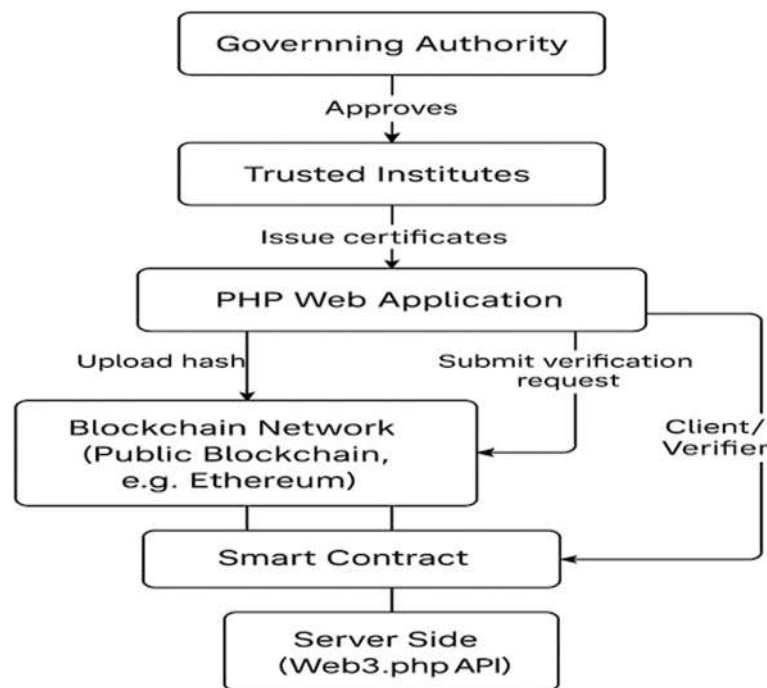 Governning Authority
Approves
Trusted Institutes
Issue certificates
PHP Web Application
Upload hash
Submit verification
request
Blockchain Network
(Public Blockchain,
e.g. Ethereum)
Client/
Verifier
Smart Contract
Server Side
(Web3.php API)